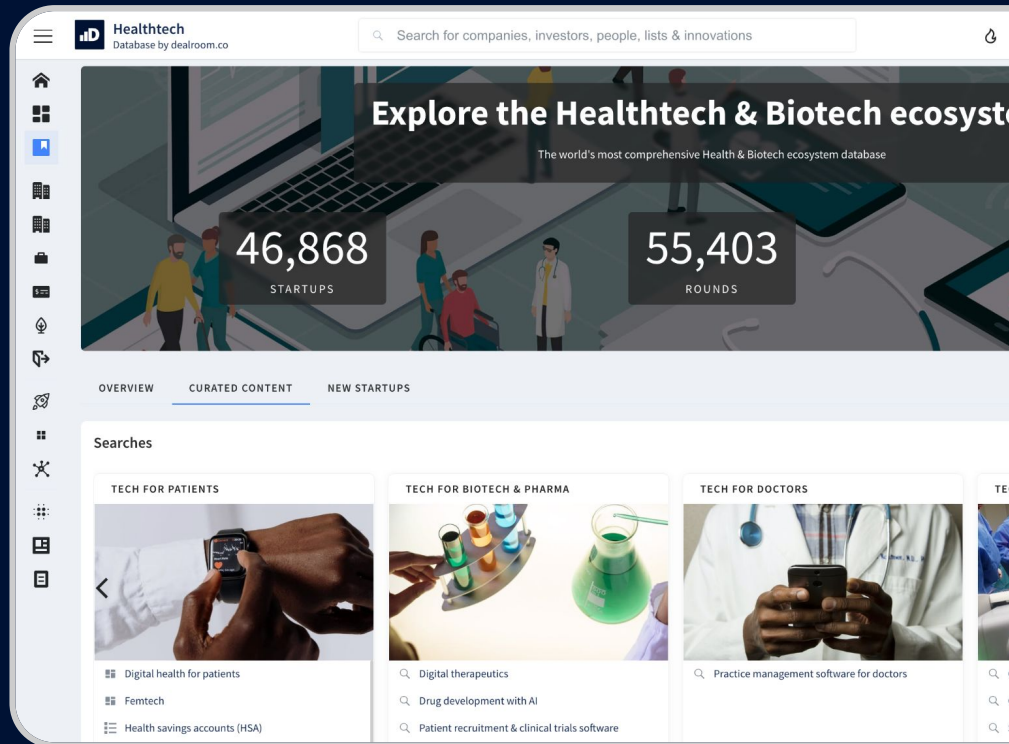 Healthtech
Database by dealroom.co
Search for companies, investors, people, lists & innovations
Explore the Healthtech & Biotech ecosyste
The world's most comprehensive Health & Biotech ecosystem database
46,868
STARTUPS
55,403
ROUNDS
OVERVIEW
CURATED CONTENT
NEW STARTUPS
Searches
TECH FOR PATIENTS
TECH FOR BIOTECH & PHARMA
TECH FOR DOCTORS
Digital health for patients
Femtech
Health savings accounts (HSA)
Digital therapeutics
Drug development with AI
Patient recruitment & clinical trials software
Practice management software for doctors